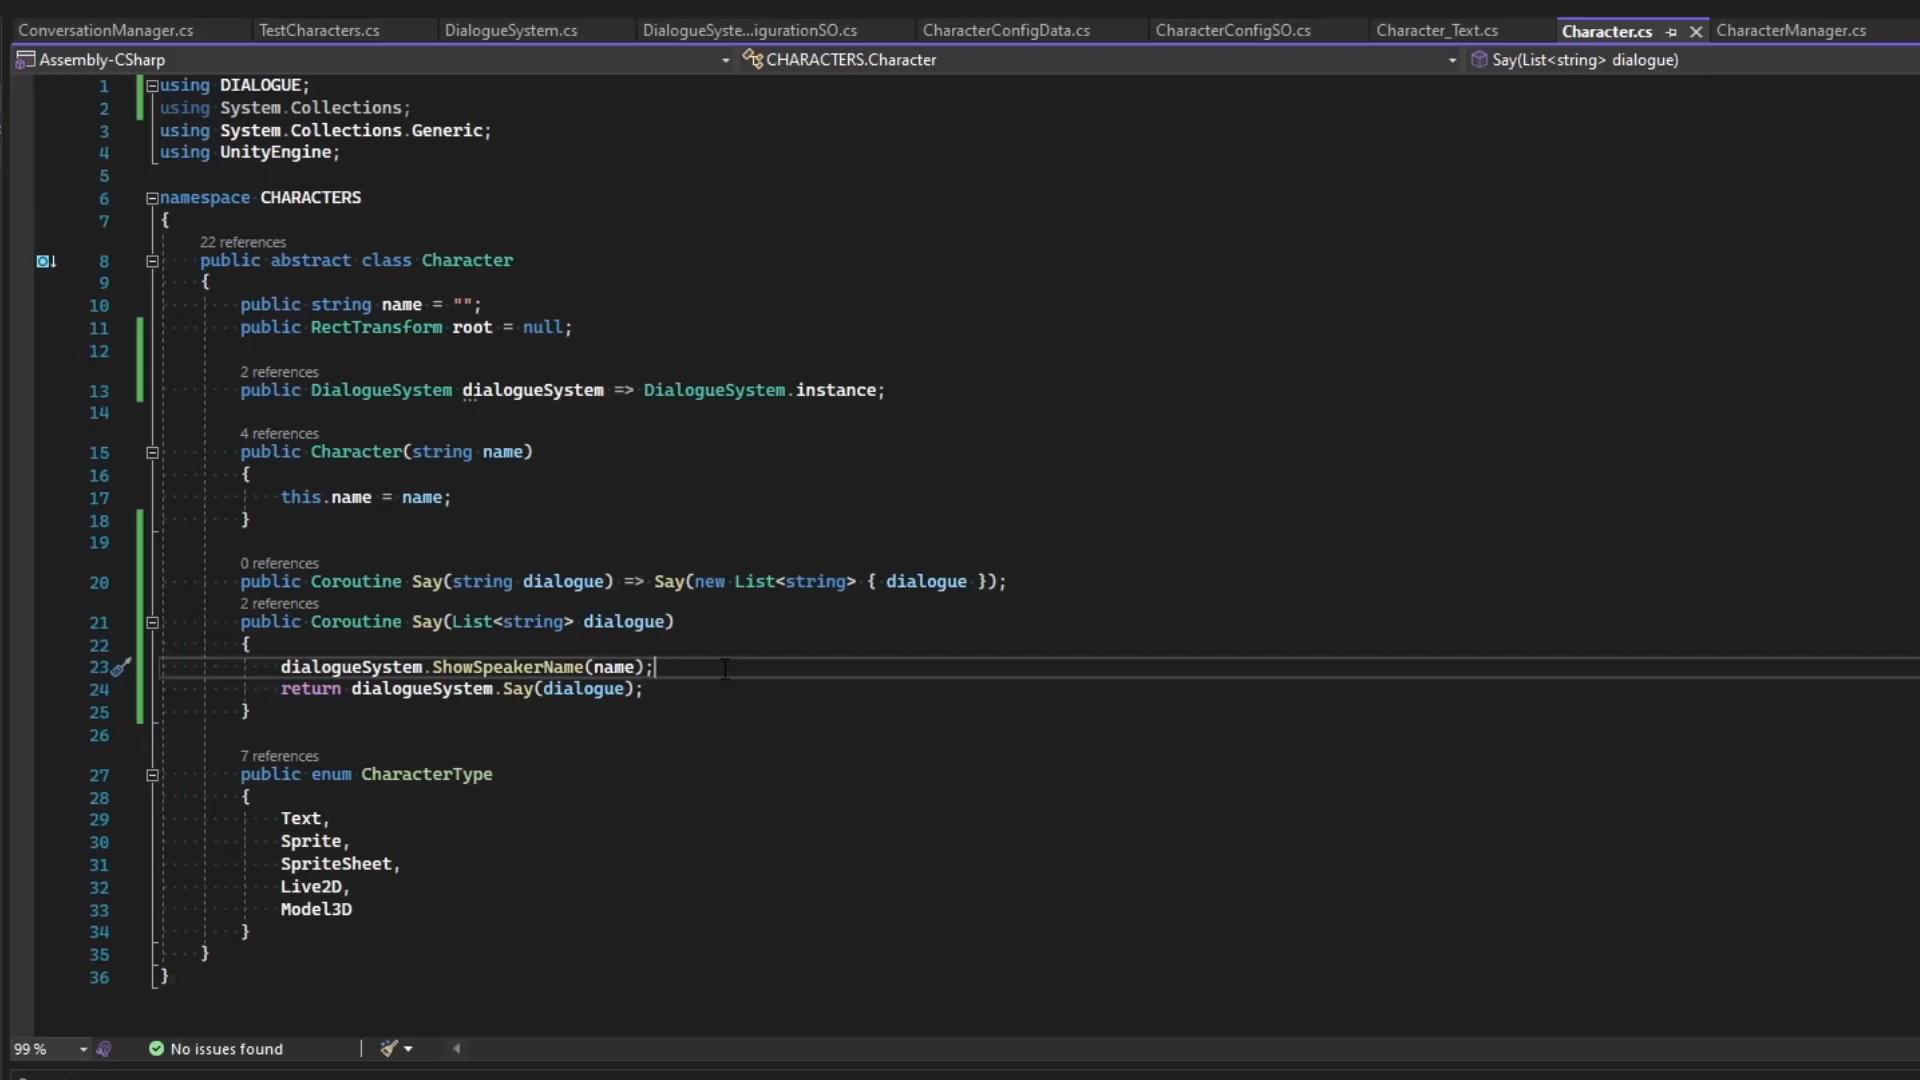 ConversationManager.cs TestCharacters.cs DialogueSystem.cs DialogueSyste...igurationSO.cs CharacterConfigData.cs CharacterConfigSO.cs Character_Text.cs Character.cs CharacterManager.cs
Assembly-CSharp CHARACTERS.Character Say(List<string> dialogue)
1 using DIALOGUE;
2 using System.Collections;
3 using System.Collections.Generic;
4 using UnityEngine;
5
6 namespace CHARACTERS
7 {
22 references
8 public abstract class Character
9 {
10 public string name = "";
11 public RectTransform root = null;
12
2 references
13 public DialogueSystem dialogueSystem => DialogueSystem.instance;
14
4 references
15 public Character(string name)
16 {
17 this.name = name;
18 }
19
0 references
20 public Coroutine Say(string dialogue) => Say(new List<string> { dialogue });
2 references
21 public Coroutine Say(List<string> dialogue)
22 {
23 dialogueSystem.ShowSpeakerName(name);
24 return dialogueSystem.Say(dialogue);
25 }
26
7 references
27 public enum CharacterType
28 {
29 Text,
30 Sprite,
31 SpriteSheet,
32 Live2D,
33 Model3D
34 }
35 }
36 }
99 % No issues found